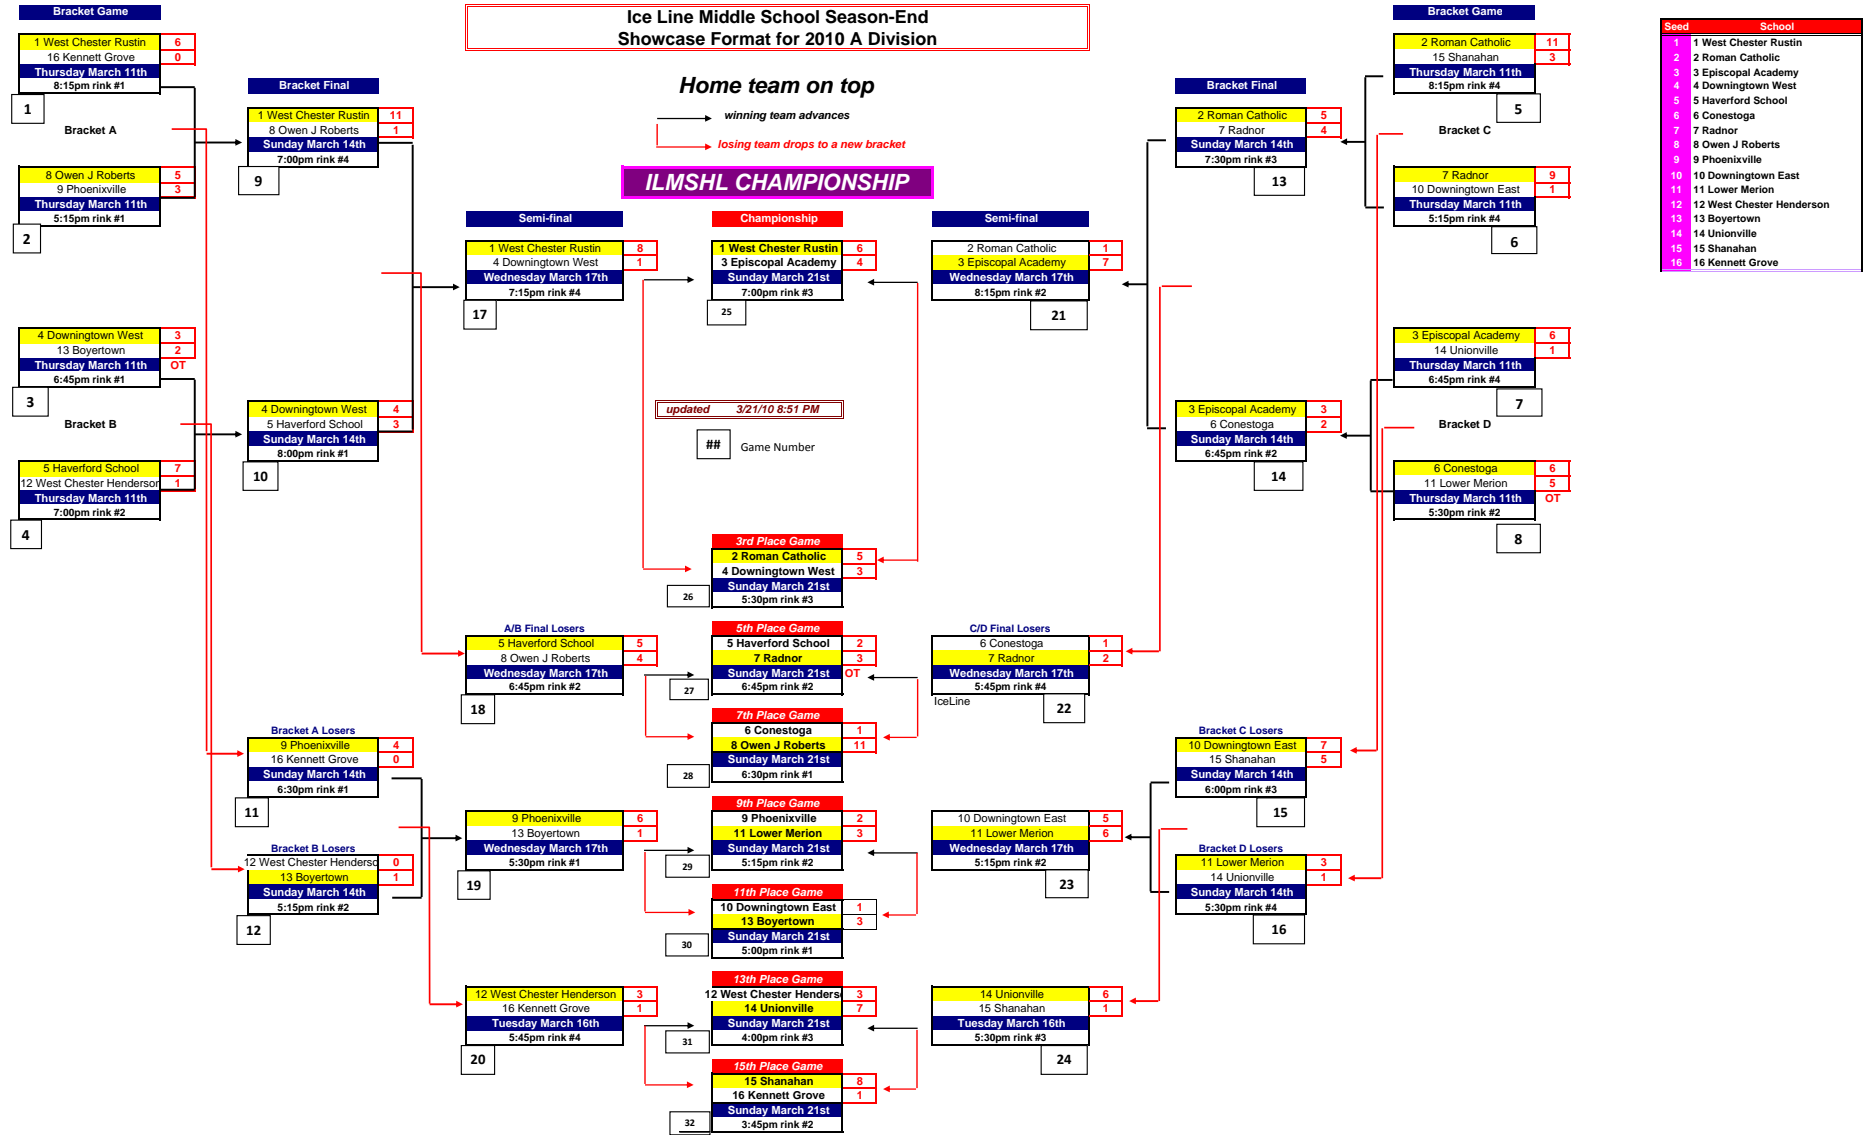 Ice Line Middle School Season-End
Showcase Format for 2010 A Division
Home team on top
winning team advances
losing team drops to a new bracket
ILMSHL CHAMPIONSHIP
Bracket Game
1 West Chester Rustin 6
16 Kennett Grove 0
Thursday March 11th
8:15pm rink #1
1
Bracket A
8 Owen J Roberts 5
9 Phoenixville 3
Thursday March 11th
5:15pm rink #1
2
4 Downingtown West 3
13 Boyertown 2
Thursday March 11th OT
6:45pm rink #1
3
Bracket B
5 Haverford School 7
12 West Chester Henderson 1
Thursday March 11th
7:00pm rink #2
4
Bracket Final
1 West Chester Rustin 11
8 Owen J Roberts 1
Sunday March 14th
7:00pm rink #4
9
4 Downingtown West 4
5 Haverford School 3
Sunday March 14th
8:00pm rink #1
10
Bracket A Losers
9 Phoenixville 4
16 Kennett Grove 0
Sunday March 14th
6:30pm rink #1
11
Bracket B Losers
12 West Chester Henderso 0
13 Boyertown 1
Sunday March 14th
5:15pm rink #2
12
Semi-final
1 West Chester Rustin 8
4 Downingtown West 1
Wednesday March 17th
7:15pm rink #4
17
A/B Final Losers
5 Haverford School 5
8 Owen J Roberts 4
Wednesday March 17th
6:45pm rink #2
18
9 Phoenixville 6
13 Boyertown 1
Wednesday March 17th
5:30pm rink #1
19
12 West Chester Henderson 3
16 Kennett Grove 1
Tuesday March 16th
5:45pm rink #4
20
Championship
1 West Chester Rustin 6
3 Episcopal Academy 4
Sunday March 21st
7:00pm rink #3
25
updated 3/21/10 8:51 PM
## Game Number
3rd Place Game
2 Roman Catholic 5
4 Downingtown West 3
Sunday March 21st
5:30pm rink #3
26
5th Place Game
5 Haverford School 2
7 Radnor 3
Sunday March 21st OT
6:45pm rink #2
27
7th Place Game
6 Conestoga 1
8 Owen J Roberts 11
Sunday March 21st
6:30pm rink #1
28
9th Place Game
9 Phoenixville 2
11 Lower Merion 3
Sunday March 21st
5:15pm rink #2
29
11th Place Game
10 Downingtown East 1
13 Boyertown 3
Sunday March 21st
5:00pm rink #1
30
13th Place Game
12 West Chester Henders 3
14 Unionville 7
Sunday March 21st
4:00pm rink #3
31
15th Place Game
15 Shanahan 8
16 Kennett Grove 1
Sunday March 21st
3:45pm rink #2
32
Semi-final
2 Roman Catholic 1
3 Episcopal Academy 7
Wednesday March 17th
8:15pm rink #2
21
C/D Final Losers
6 Conestoga 1
7 Radnor 2
Wednesday March 17th
5:45pm rink #4
IceLine
22
10 Downingtown East 5
11 Lower Merion 6
Wednesday March 17th
5:15pm rink #2
23
14 Unionville 6
15 Shanahan 1
Tuesday March 16th
5:30pm rink #3
24
Bracket Final
2 Roman Catholic 5
7 Radnor 4
Sunday March 14th
7:30pm rink #3
13
3 Episcopal Academy 3
6 Conestoga 2
Sunday March 14th
6:45pm rink #2
14
Bracket C Losers
10 Downingtown East 7
15 Shanahan 5
Sunday March 14th
6:00pm rink #3
15
Bracket D Losers
11 Lower Merion 3
14 Unionville 1
Sunday March 14th
5:30pm rink #4
16
Bracket Game
2 Roman Catholic 11
15 Shanahan 3
Thursday March 11th
8:15pm rink #4
5
Bracket C
7 Radnor 9
10 Downingtown East 1
Thursday March 11th
5:15pm rink #4
6
3 Episcopal Academy 6
14 Unionville 1
Thursday March 11th
6:45pm rink #4
7
Bracket D
6 Conestoga 6
11 Lower Merion 5
Thursday March 11th OT
5:30pm rink #2
8
Seed School
1 1 West Chester Rustin
2 2 Roman Catholic
3 3 Episcopal Academy
4 4 Downingtown West
5 5 Haverford School
6 6 Conestoga
7 7 Radnor
8 8 Owen J Roberts
9 9 Phoenixville
10 10 Downingtown East
11 11 Lower Merion
12 12 West Chester Henderson
13 13 Boyertown
14 14 Unionville
15 15 Shanahan
16 16 Kennett Grove